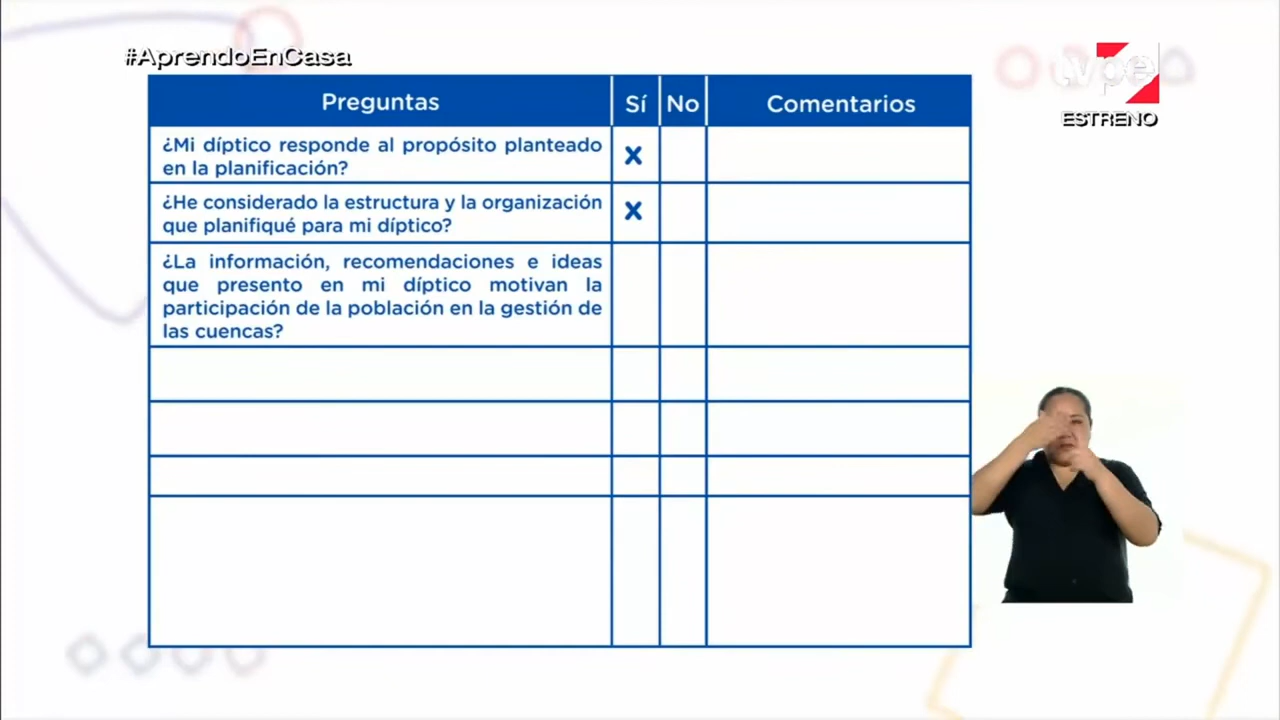 #AprendoEnCasa
tvpe
ESTRENO
Preguntas Sí No Comentarios
¿Mi díptico responde al propósito planteado X
en la planificación?
¿He considerado la estructura y la organización X
que planifiqué para mi díptico?
¿La información, recomendaciones e ideas
que presento en mi díptico motivan la
participación de la población en la gestión de
las cuencas?